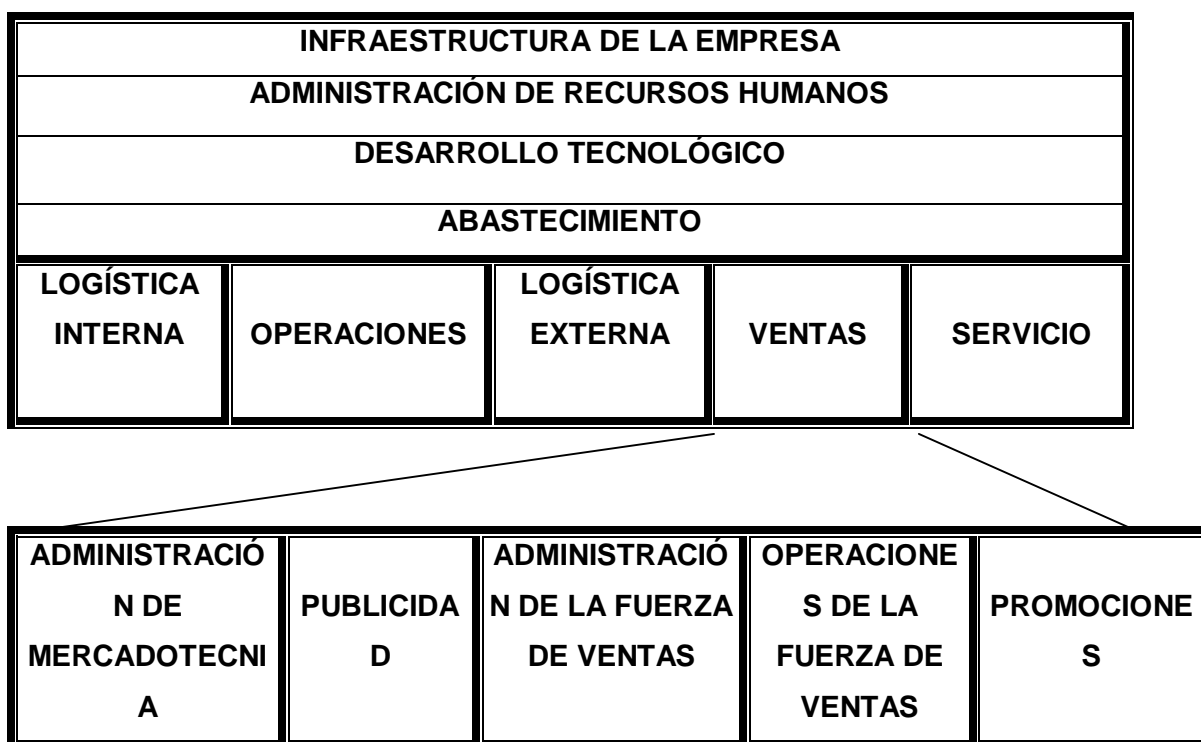 INFRAESTRUCTURA DE LA EMPRESA
ADMINISTRACIÓN DE RECURSOS HUMANOS
DESARROLLO TECNOLÓGICO
ABASTECIMIENTO
LOGÍSTICA
INTERNA
OPERACIONES
LOGÍSTICA
EXTERNA
VENTAS
SERVICIO
ADMINISTRACIÓ
N DE
MERCADOTECNI
A
PUBLICIDA
D
ADMINISTRACIÓ
N DE LA FUERZA
DE VENTAS
OPERACIONE
S DE LA
FUERZA DE
VENTAS
PROMOCIONE
S